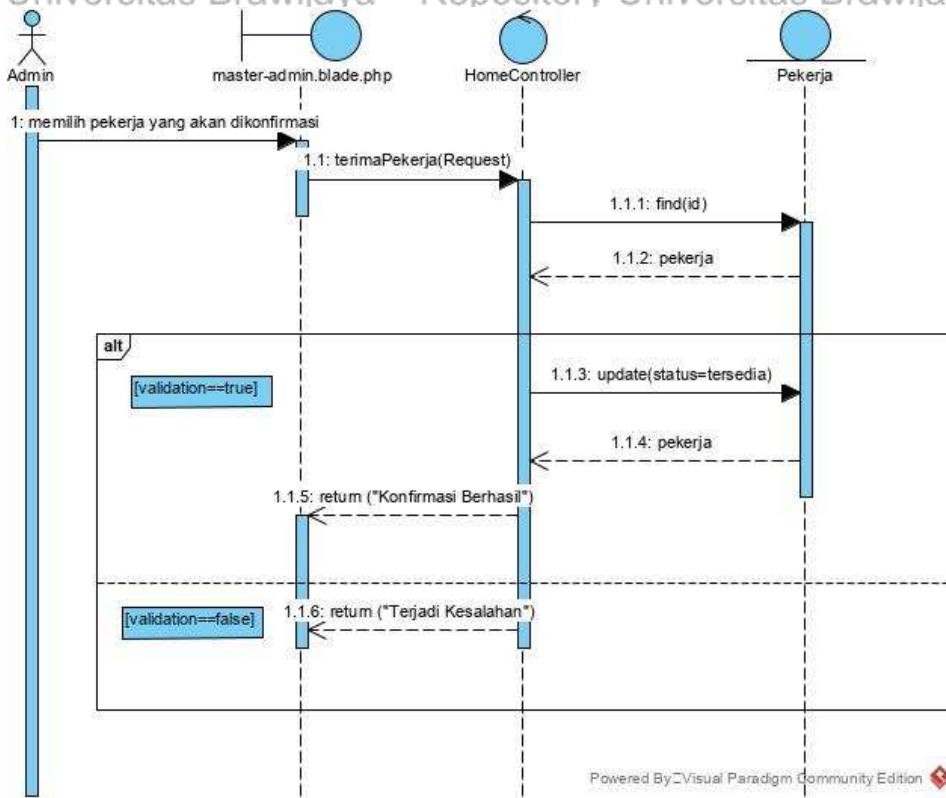 Universitas Brawijaya Repository Universitas Brawijaya
Admin
master-admin.blade.php
HomeController
Pekerja
1: memilih pekerja yang akan dikonfirmasi
1.1: terimaPekerja(Request)
1.1.1: find(id)
1.1.2: pekerja
alt
[validation==true]
1.1.3: update(status=tersedia)
1.1.4: pekerja
1.1.5: return ("Konfirmasi Berhasil")
[validation==false]
1.1.6: return ("Terjadi Kesalahan")
Powered By Visual Paradigm Community Edition